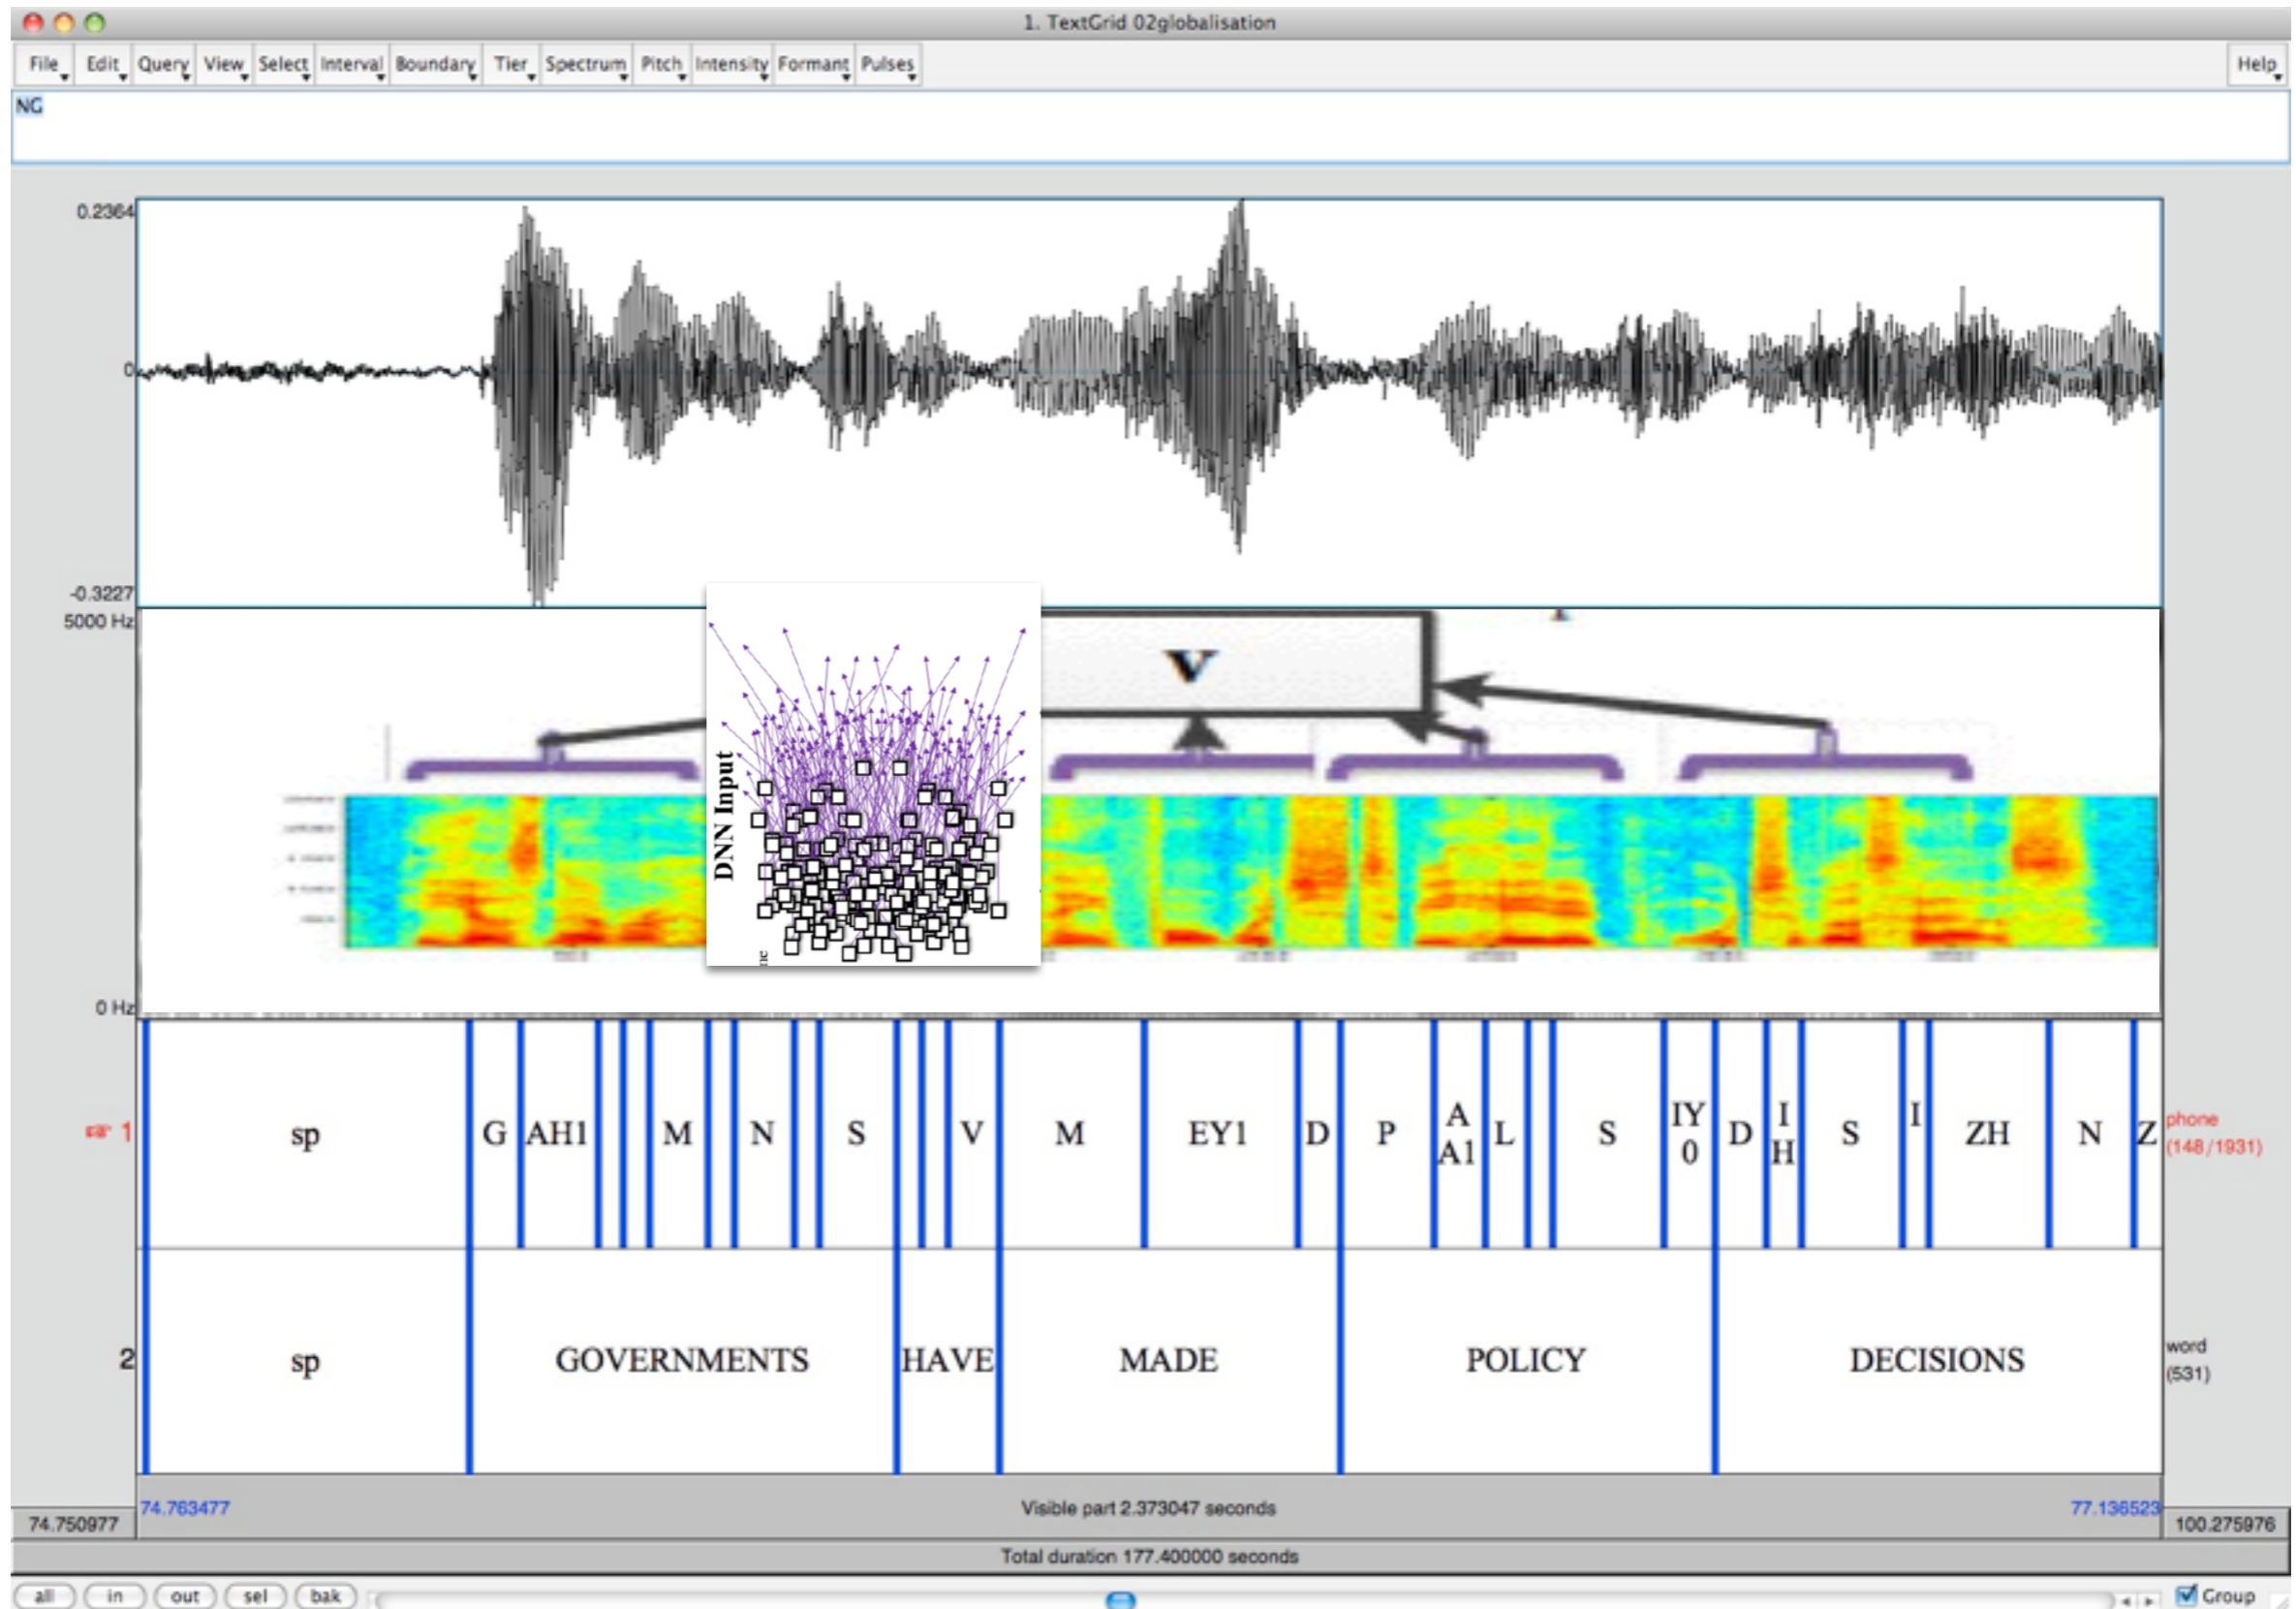 1. TextGrid 02globalisation
File Edit Query View Select Interval Boundary Tier Spectrum Pitch Intensity Formant Pulses Help
NG
0.2364
0
-0.3227
5000 Hz
V
DNN Input
0 Hz
1 sp G AH1 M N S V M EY1 D P AA1 L S IY0 D IH S I ZH N Z phone
(148/1931)
2 sp GOVERNMENTS HAVE MADE POLICY DECISIONS word
(531)
74.763477 Visible part 2.373047 seconds 77.136523
74.750977 100.275976
Total duration 177.400000 seconds
all in out sel bak Group